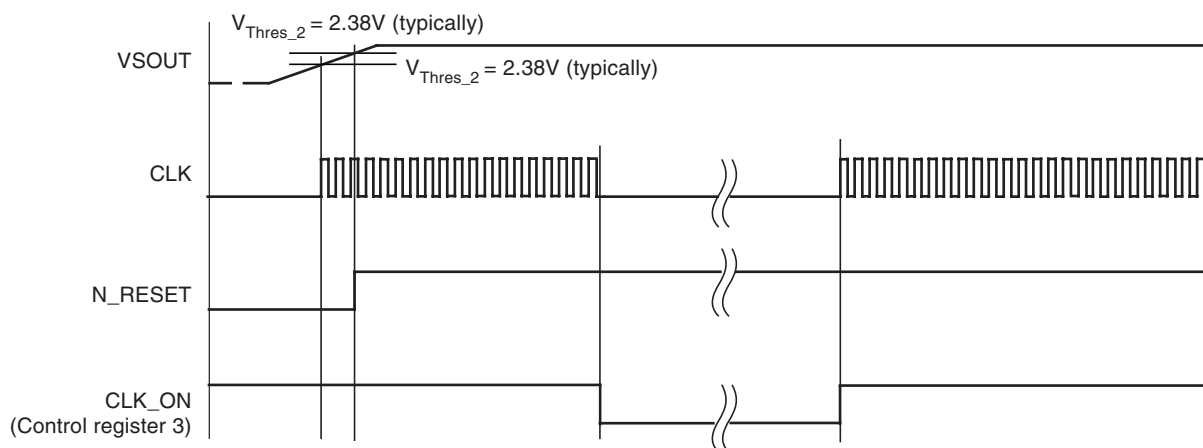 V_Thres_2 = 2.38V (typically)
VSOUT
V_Thres_2 = 2.38V (typically)
CLK
N_RESET
CLK_ON
(Control register 3)